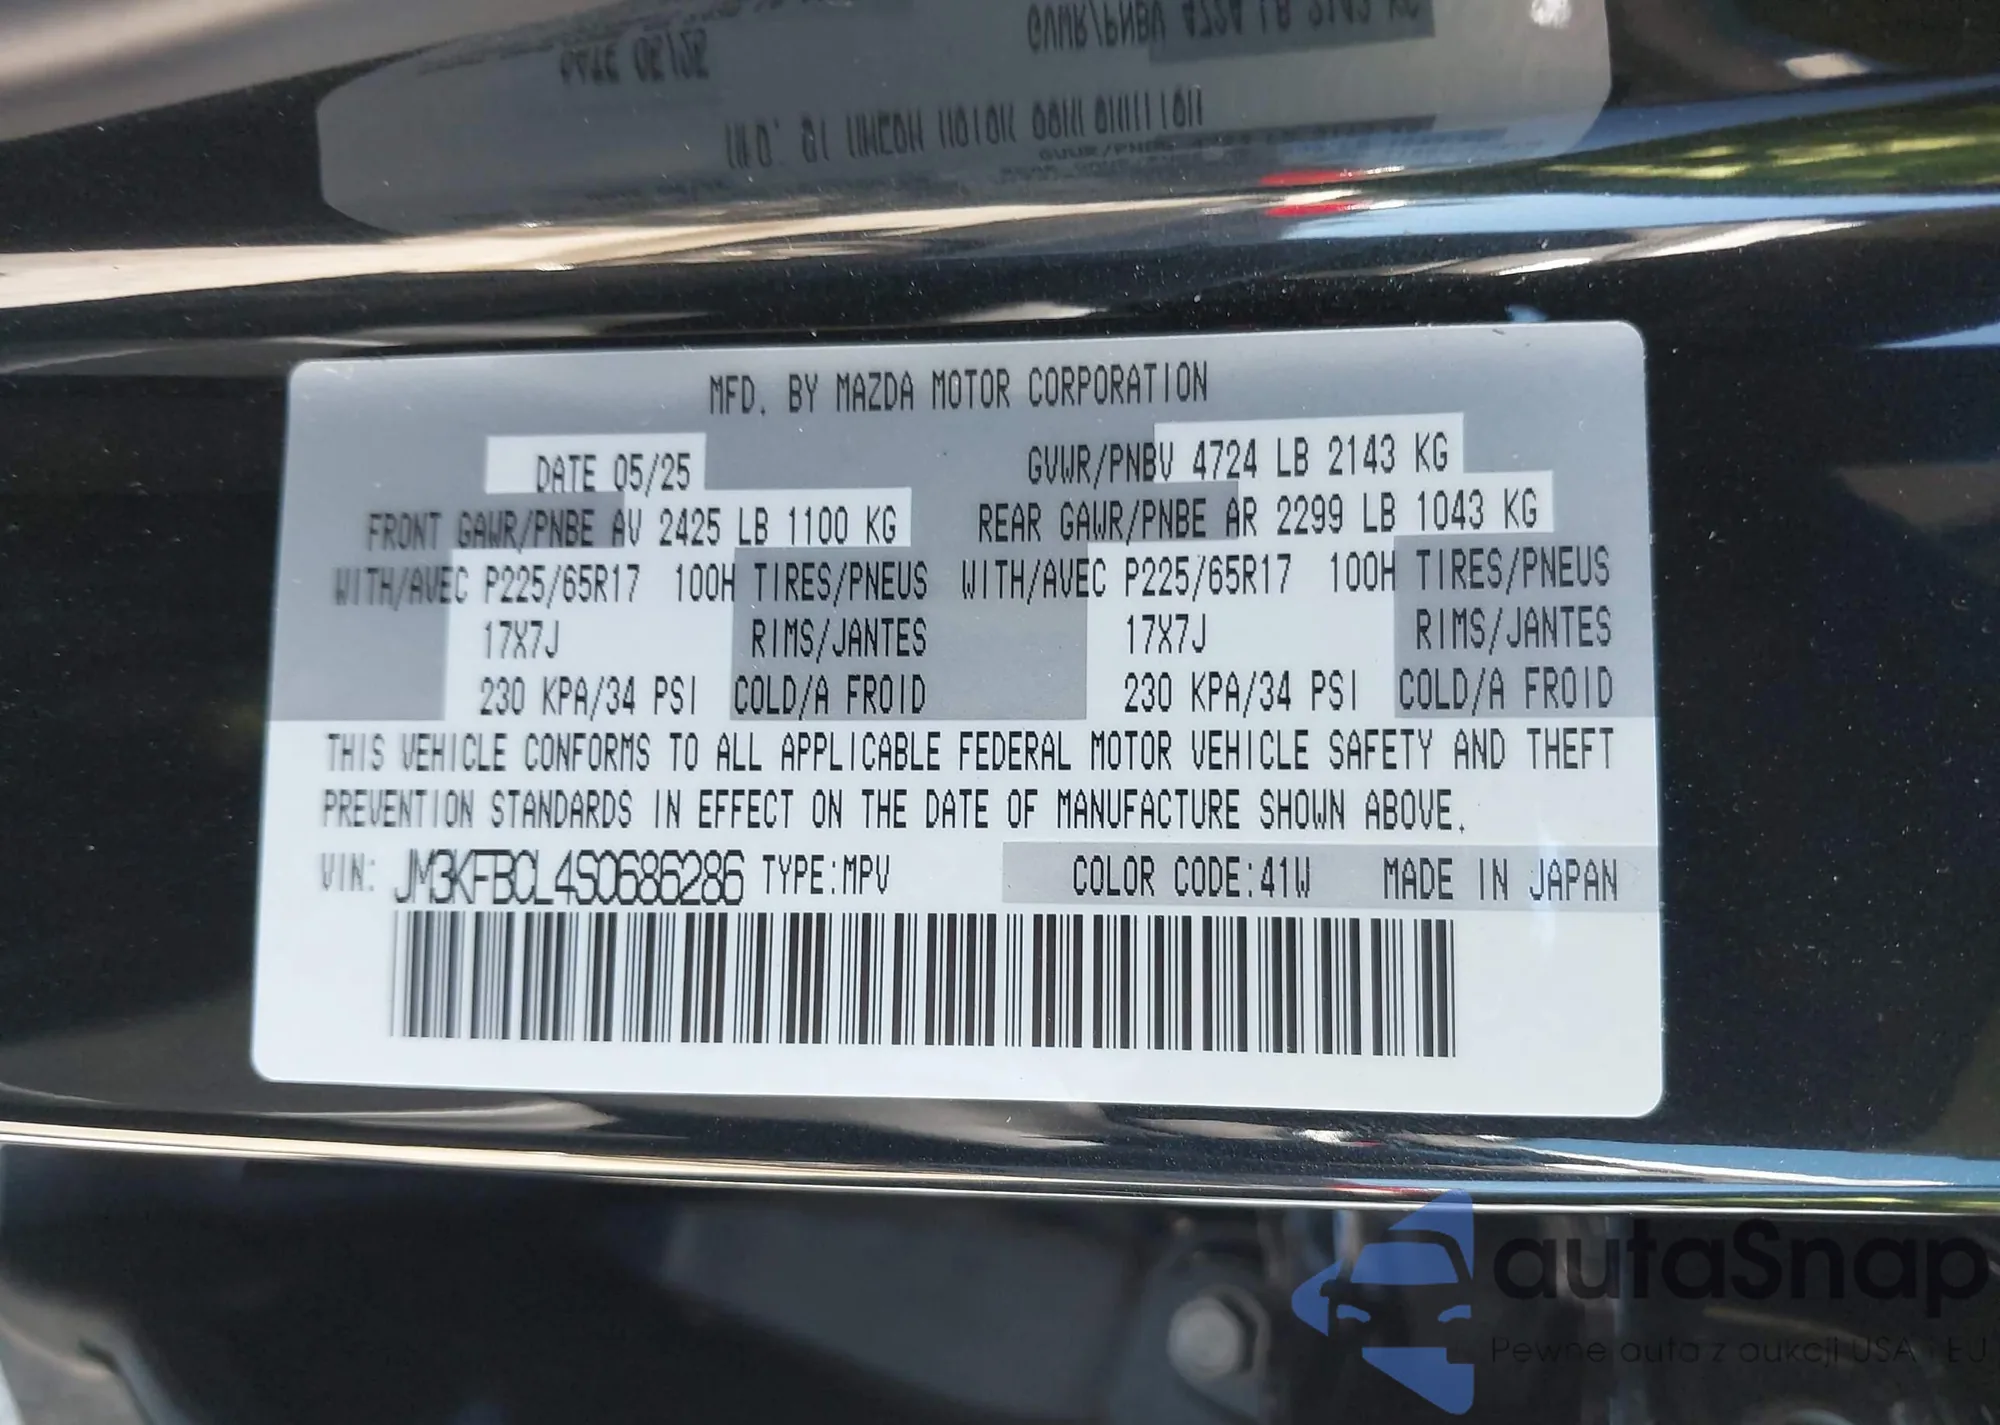 MFD. BY MAZDA MOTOR CORPORATION
DATE 05/25 GVWR/PNBV 4724 LB 2143 KG
FRONT GAWR/PNBE AV 2425 LB 1100 KG REAR GAWR/PNBE AR 2299 LB 1043 KG
WITH/AVEC P225/65R17 100H TIRES/PNEUS WITH/AVEC P225/65R17 100H TIRES/PNEUS
17X7J RIMS/JANTES 17X7J RIMS/JANTES
230 KPA/34 PSI COLD/A FROID 230 KPA/34 PSI COLD/A FROID
THIS VEHICLE CONFORMS TO ALL APPLICABLE FEDERAL MOTOR VEHICLE SAFETY AND THEFT
PREVENTION STANDARDS IN EFFECT ON THE DATE OF MANUFACTURE SHOWN ABOVE.
VIN: JM3KFBCL4S0686286 TYPE:MPV COLOR CODE:41W MADE IN JAPAN
autaSnap
Pewne auta z aukcji USA i EU